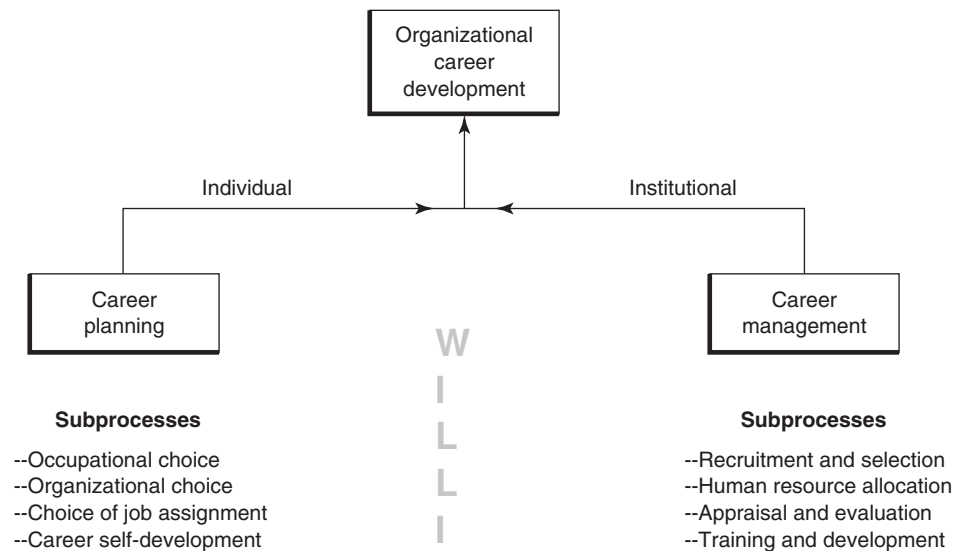 Organizational
career
development
Individual
Institutional
Career
planning
Career
management
W
I
L
L
I
Subprocesses
--Occupational choice
--Organizational choice
--Choice of job assignment
--Career self-development
Subprocesses
--Recruitment and selection
--Human resource allocation
--Appraisal and evaluation
--Training and development